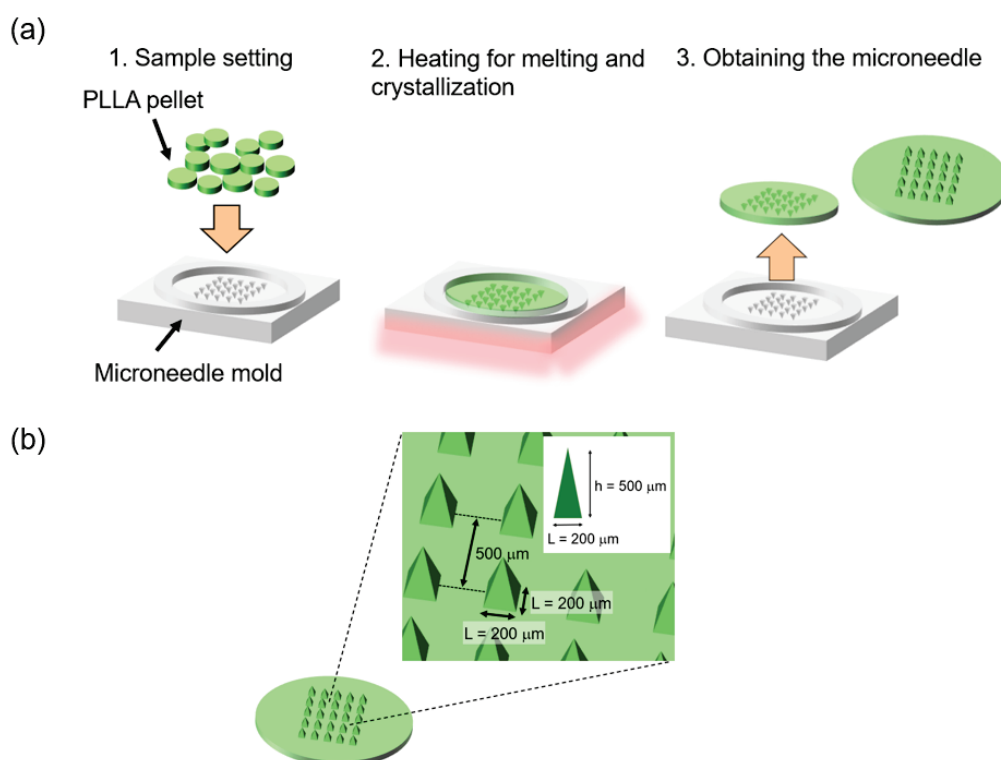 (a)
1. Sample setting
2. Heating for melting and
crystallization
3. Obtaining the microneedle
PLLA pellet
Microneedle mold
(b)
h = 500 μm
L = 200 μm
500 μm
L = 200 μm
L = 200 μm